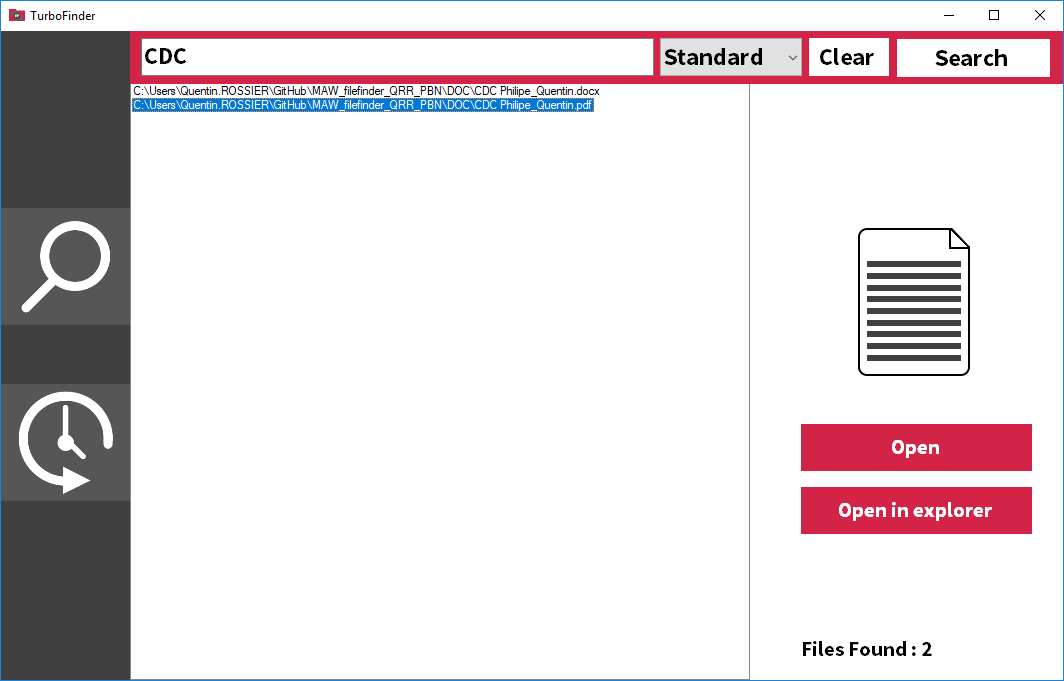 TurboFinder
CDC
Standard
Clear
Search
C:\Users\Quentin.ROSSIER\GitHub\MAW_filefinder_QRR_PBN\DOC\CDC Philipe_Quentin.docx
C:\Users\Quentin.ROSSIER\GitHub\MAW_filefinder_QRR_PBN\DOC\CDC Philipe_Quentin.pdf
Open
Open in explorer
Files Found : 2